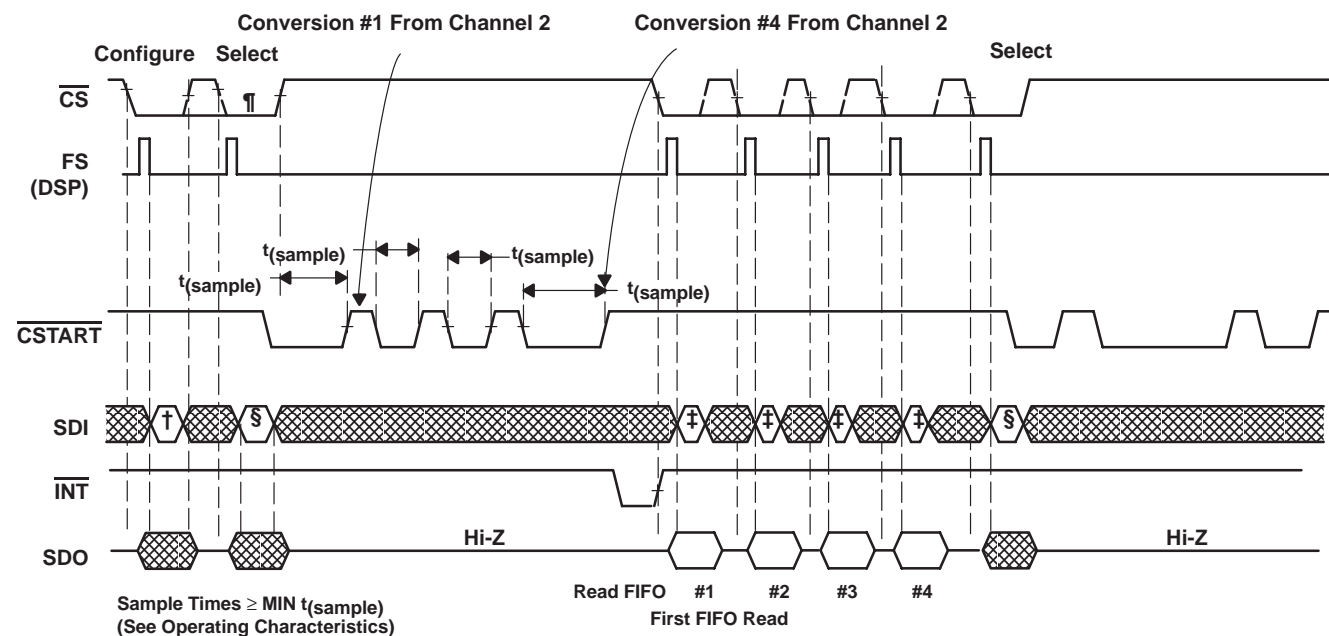 Conversion #1 From Channel 2
Conversion #4 From Channel 2
Configure
Select
Select
CS
¶
FS
(DSP)
t(sample)
t(sample)
t(sample)
t(sample)
CSTART
SDI
†
§
‡
‡
‡
‡
§
INT
SDO
Hi-Z
Hi-Z
Read FIFO
#1
#2
#3
#4
First FIFO Read
Sample Times ≥ MIN t(sample)
(See Operating Characteristics)